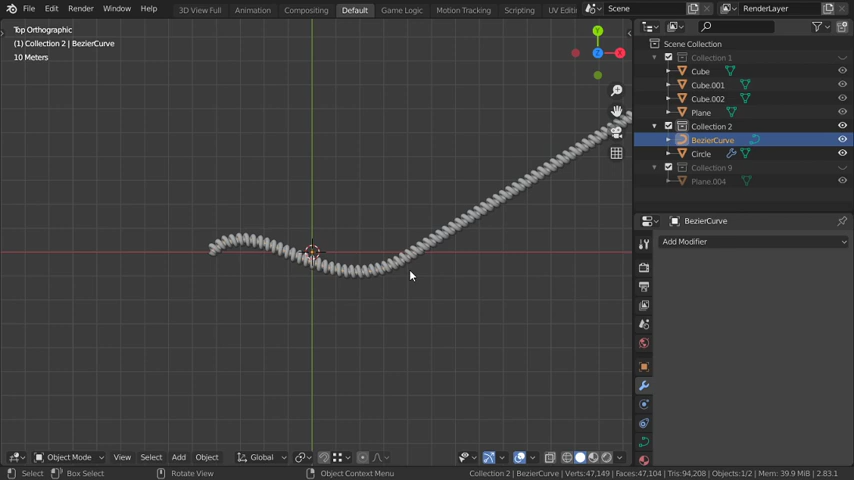 File Edit Render Window Help 3D View Full Animation Compositing Default Game Logic Motion Tracking Scripting UV Editi Scene RenderLayer
Top Orthographic
(1) Collection 2 | BezierCurve
10 Meters
Y
X
Z
Scene Collection
Collection 1
Cube
Cube.001
Cube.002
Plane
Collection 2
BezierCurve
Circle
Collection 9
Plane.004
BezierCurve
Add Modifier
Object Mode View Select Add Object Global
Select Box Select Rotate View Object Context Menu Collection 2 | BezierCurve | Verts:47,149 | Faces:47,104 | Tris:94,208 | Objects:1/2 | Mem: 39.9 MiB | 2.83.1